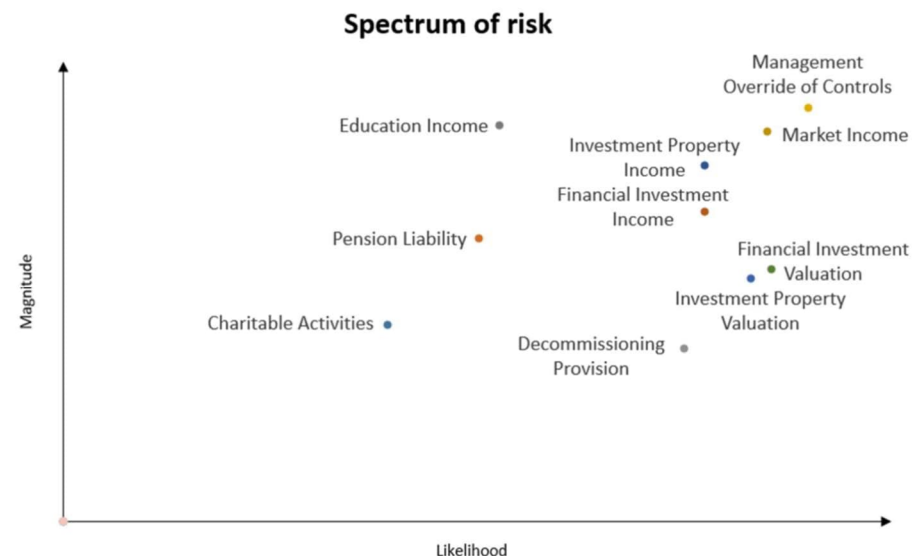 Spectrum of risk
Management
Override of Controls
Education Income
Market Income
Investment Property
Income
Financial Investment
Income
Pension Liability
Financial Investment
Valuation
Investment Property
Valuation
Charitable Activities
Decommissioning
Provision
Magnitude
Likelihood